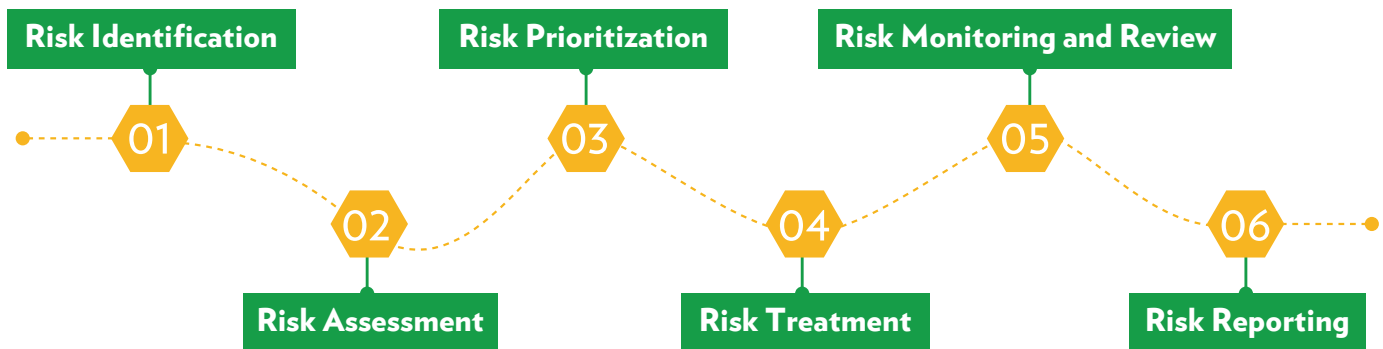 Risk Identification
01
02
Risk Assessment
Risk Prioritization
03
04
Risk Treatment
Risk Monitoring and Review
05
06
Risk Reporting